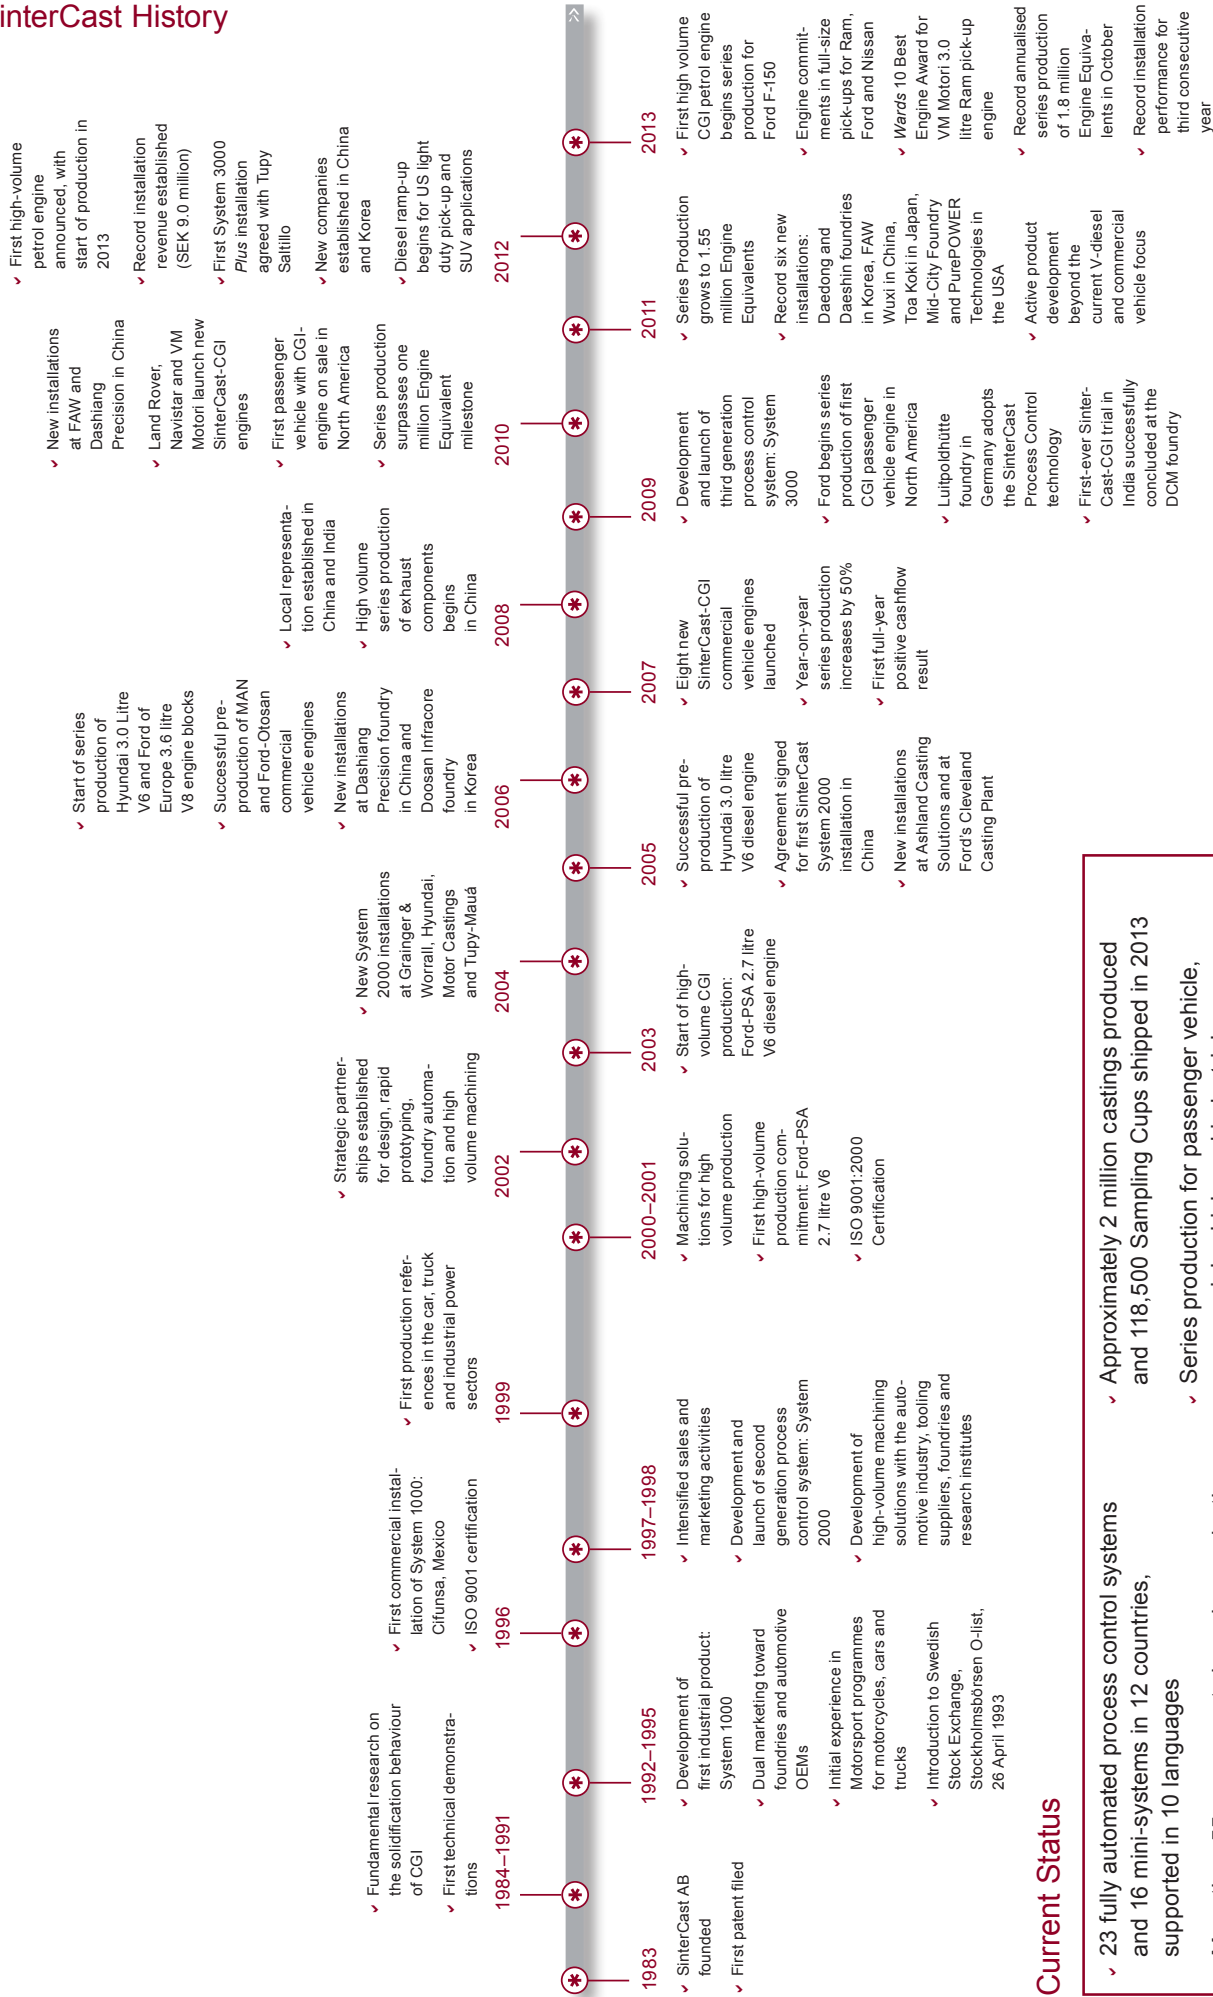 interCast History
1983
SinterCast AB
founded
First patent filed
1984–1991
Fundamental research on
the solidification behaviour
of CGI
First technical demonstra-
tions
1992–1995
Development of
first industrial product:
System 1000
Dual marketing toward
foundries and automotive
OEMs
Initial experience in
Motorsport programmes
for motorcycles, cars and
trucks
Introduction to Swedish
Stock Exchange,
Stockholmsbörsen O-list,
26 April 1993
1996
First commercial instal-
lation of System 1000:
Cifunsa, Mexico
ISO 9001 certification
1997–1998
Intensified sales and
marketing activities
Development and
launch of second
generation process
control system: System
2000
Development of
high-volume machining
solutions with the auto-
motive industry, tooling
suppliers, foundries and
research institutes
1999
First production refer-
ences in the car, truck
and industrial power
sectors
2000–2001
Machining solu-
tions for high
volume production
First high-volume
production com-
mitment: Ford-PSA
2.7 litre V6
ISO 9001:2000
Certification
2002
Strategic partner-
ships established
for design, rapid
prototyping,
foundry automa-
tion and high
volume machining
2003
Start of high-
volume CGI
production:
Ford-PSA 2.7 litre
V6 diesel engine
2004
New System
2000 installations
at Grainger &
Worrall, Hyundai,
Motor Castings
and Tupy-Mauá
2005
Successful pre-
production of
Hyundai 3.0 litre
V6 diesel engine
Agreement signed
for first SinterCast
System 2000
installation in
China
New installations
at Ashland Casting
Solutions and at
Ford's Cleveland
Casting Plant
2006
Start of series
production of
Hyundai 3.0 Litre
V6 and Ford of
Europe 3.6 litre
V8 engine blocks
Successful pre-
production of MAN
and Ford-Otosan
commercial
vehicle engines
New installations
at Dashiang
Precision foundry
in China and
Doosan Infracore
foundry
in Korea
2007
Eight new
SinterCast-CGI
commercial
vehicle engines
launched
Year-on-year
series production
increases by 50%
First full-year
positive cashflow
result
2008
Local representa-
tion established in
China and India
High volume
series production
of exhaust
components
begins
in China
2009
Development
and launch of
third generation
process control
system: System
3000
Ford begins series
production of first
CGI passenger
vehicle engine in
North America
Luitpoldhütte
foundry in
Germany adopts
the SinterCast
Process Control
technology
First-ever Sinter-
Cast-CGI trial in
India successfully
concluded at the
DCM foundry
2010
New installations
at FAW and
Dashiang
Precision in China
Land Rover,
Navistar and VM
Motori launch new
SinterCast-CGI
engines
First passenger
vehicle with CGI-
engine on sale in
North America
Series production
surpasses one
million Engine
Equivalent
milestone
2011
Series Production
grows to 1.55
million Engine
Equivalents
Record six new
installations:
Daedong and
Daeshin foundries
in Korea, FAW
Wuxi in China,
Toa Koki in Japan,
Mid-City Foundry
and PurePOWER
Technologies in
the USA
Active product
development
beyond the
current V-diesel
and commercial
vehicle focus
2012
First high-volume
petrol engine
announced, with
start of production in
2013
Record installation
revenue established
(SEK 9.0 million)
First System 3000
Plus installation
agreed with Tupy
Saltillo
New companies
established in China
and Korea
Diesel ramp-up
begins for US light
duty pick-up and
SUV applications
2013
First high volume
CGI petrol engine
begins series
production for
Ford F-150
Engine commit-
ments in full-size
pick-ups for Ram,
Ford and Nissan
Wards 10 Best
Engine Award for
VM Motori 3.0
litre Ram pick-up
engine
Record annualised
series production
of 1.8 million
Engine Equiva-
lents in October
Record installation
performance for
third consecutive
year
>>
Current Status
23 fully automated process control systems
and 16 mini-systems in 12 countries,
supported in 10 languages
Approximately 2 million castings produced
and 118,500 Sampling Cups shipped in 2013
Series production for passenger vehicle,